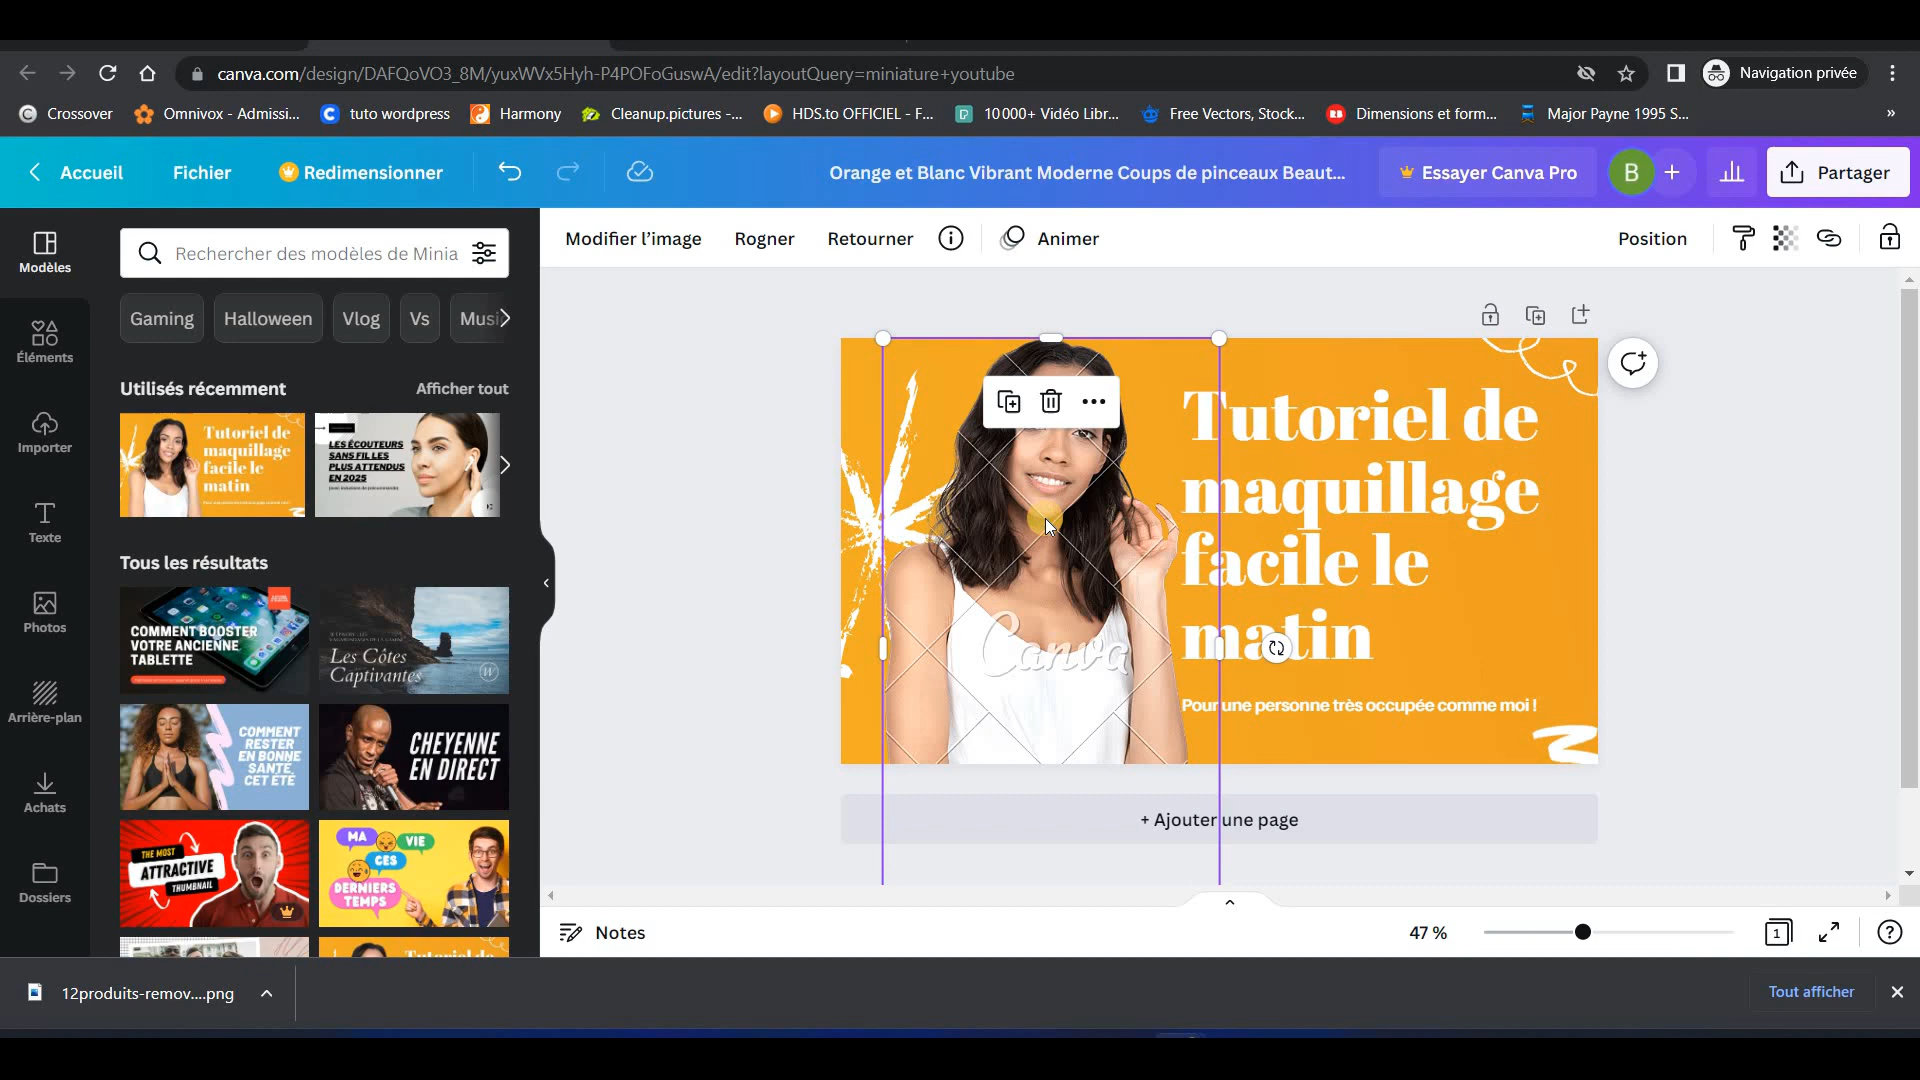 canva.com/design/DAFQoVO3_8M/yuxWVx5Hyh-P4POFoGuswA/edit?layoutQuery=miniature+youtube
Navigation privée
Crossover
Omnivox - Admissi...
tuto wordpress
Harmony
Cleanup.pictures -...
HDS.to OFFICIEL - F...
10 000+ Vidéo Libr...
Free Vectors, Stock...
Dimensions et form...
Major Payne 1995 S...
»
Accueil
Fichier
Redimensionner
Orange et Blanc Vibrant Moderne Coups de pinceaux Beaut...
Essayer Canva Pro
B
+
Partager
Modèles
Éléments
Importer
Texte
Photos
Arrière-plan
Achats
Dossiers
Rechercher des modèles de Minia
Gaming
Halloween
Vlog
Vs
Musi
Utilisés récemment
Afficher tout
Tutoriel de
maquillage
facile le
matin
LES ÉCOUTEURS
SANS FIL LES
PLUS ATTENDUS
EN 2025
Tous les résultats
COMMENT BOOSTER
VOTRE ANCIENNE
TABLETTE
Les Côtes
Captivantes
W
COMMENT
RESTER
EN BONNE
SANTÉ
CET ÉTÉ
CHEYENNE
EN DIRECT
THE MOST
ATTRACTIVE
THUMBNAIL
MA
VIE
CES
DERNIERS
TEMPS
Tutoriel de
Modifier l'image
Rogner
Retourner
Animer
Position
Tutoriel de
maquillage
facile le
matin
Pour une personne très occupée comme moi !
Canva
+ Ajouter une page
Notes
47 %
1
?
12produits-remov....png
Tout afficher